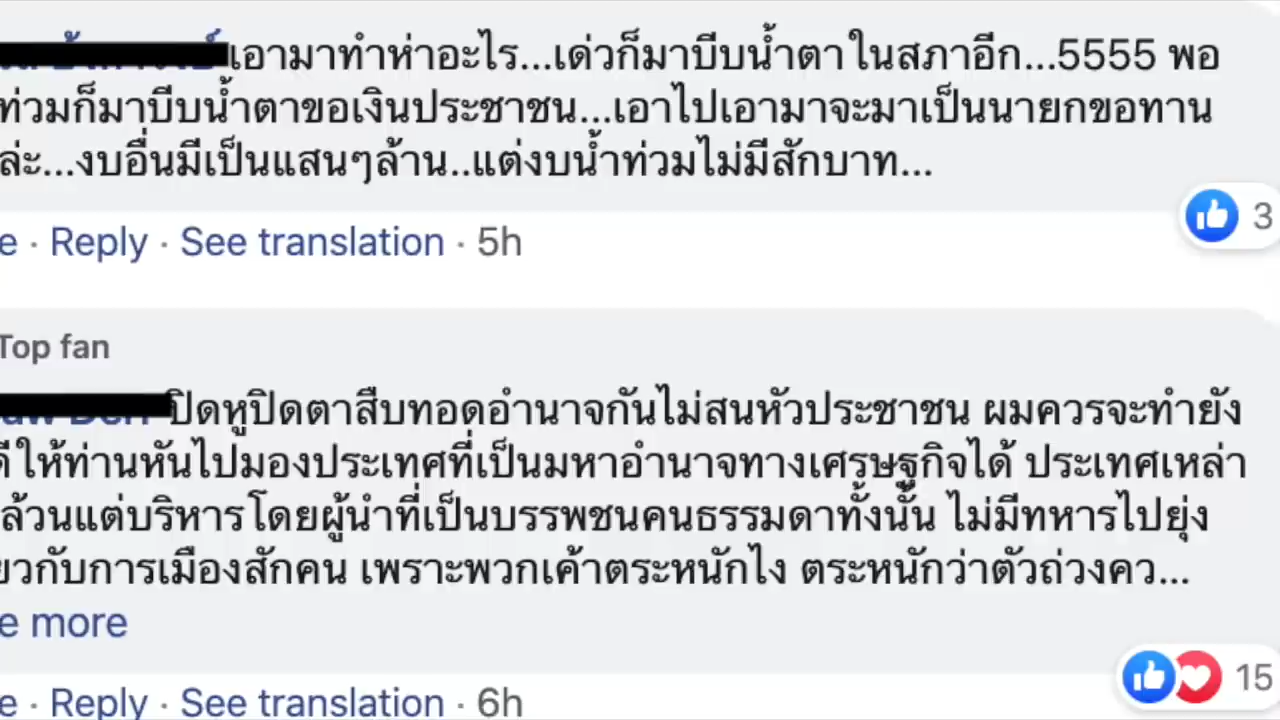 เอามาทำห่าอะไร...เด่วก็มาบีบน้ำตาในสภาอีก...5555 พอ
ท่วมก็มาบีบน้ำตาขอเงินประชาชน...เอาไปเอามาจะมาเป็นนายกขอทาน
ล่ะ...งบอื่นมีเป็นแสนๆล้าน..แต่งบน้ำท่วมไม่มีสักบาท...
3
e · Reply · See translation · 5h
Top fan
ปิดหูปิดตาสืบทอดอำนาจกันไม่สนหัวประชาชน ผมควรจะทำยัง
ให้ท่านหันไปมองประเทศที่เป็นมหาอำนาจทางเศรษฐกิจได้ ประเทศเหล่า
ล้วนแต่บริหารโดยผู้นำที่เป็นบรรพชนคนธรรมดาทั้งนั้น ไม่มีทหารไปยุ่ง
ยวกับการเมืองสักคน เพราะพวกเค้าตระหนักไง ตระหนักว่าตัวถ่วงคว...
e more
15
e · Reply · See translation · 6h